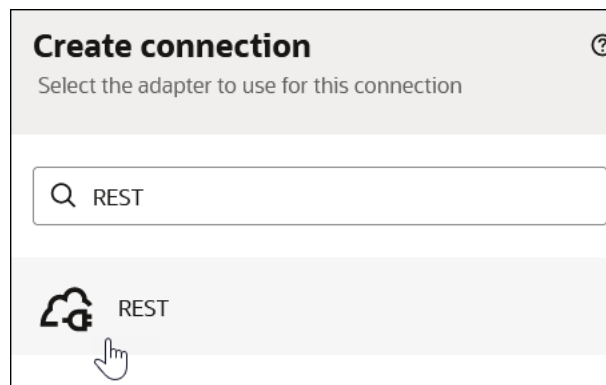 Create connection
Select the adapter to use for this connection
REST
REST